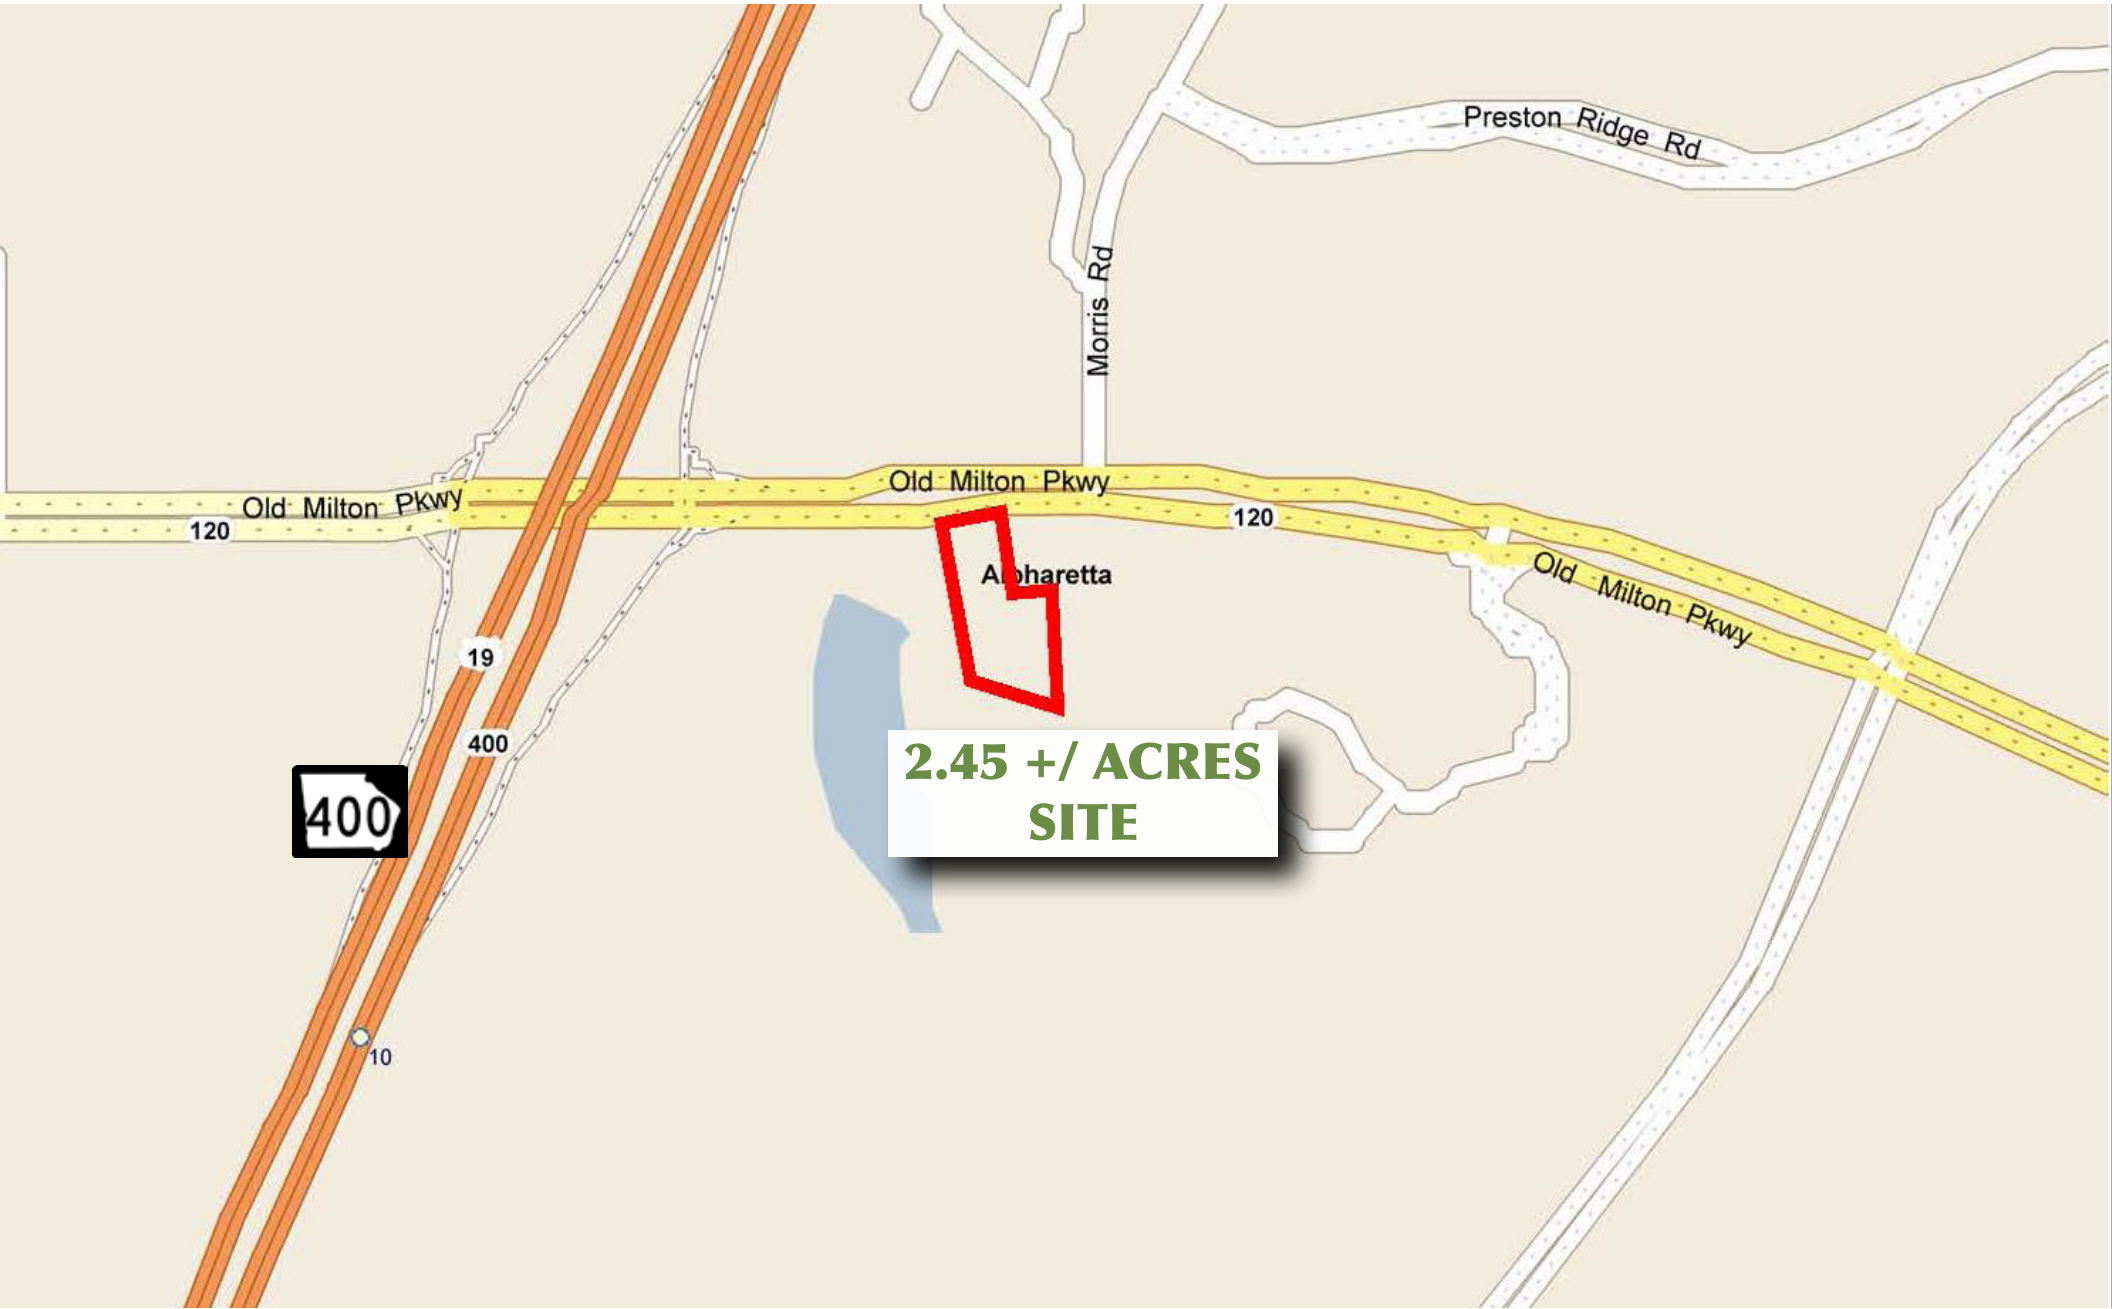 Preston Ridge Rd
Morris Rd
Old Milton Pkwy
Old Milton Pkwy
120
120
Alpharetta
Old Milton Pkwy
19
400
2.45 +/ ACRES
SITE
400
10